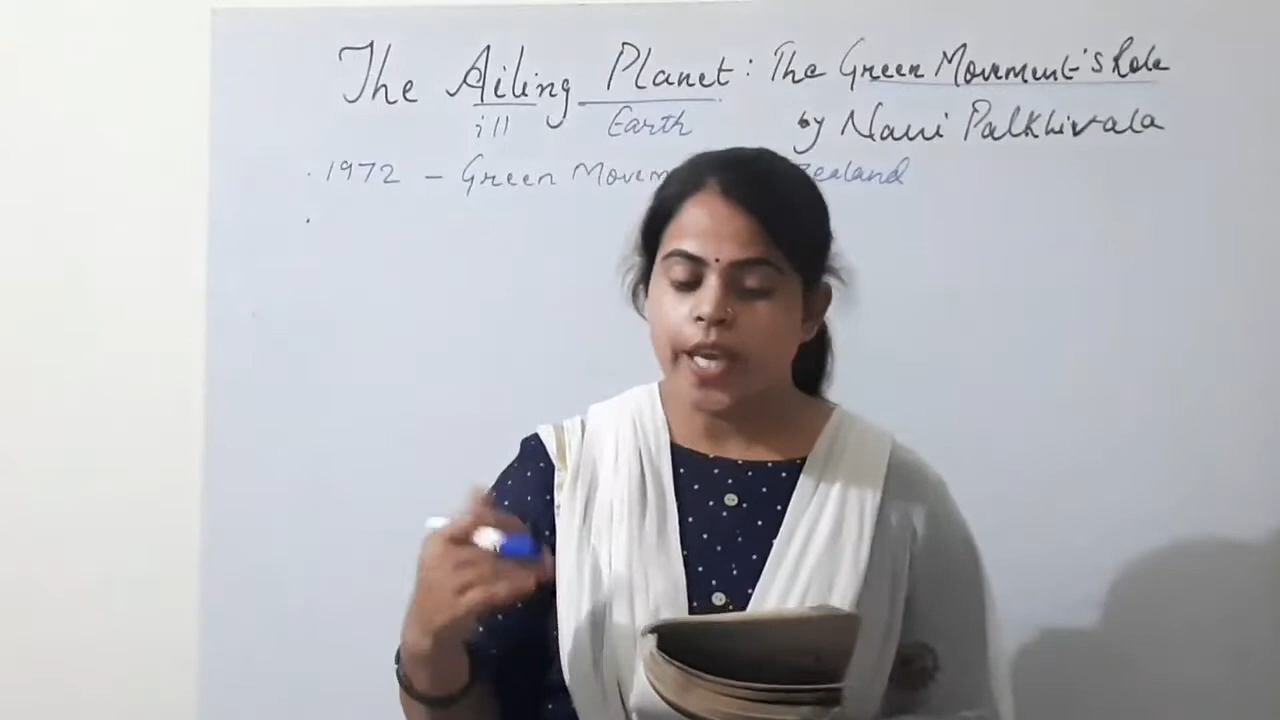 The Ailing Planet: The Green Movement's Role
ill Earth by Nani Palkhivala
. 1972 - Green Movem Zealand
.